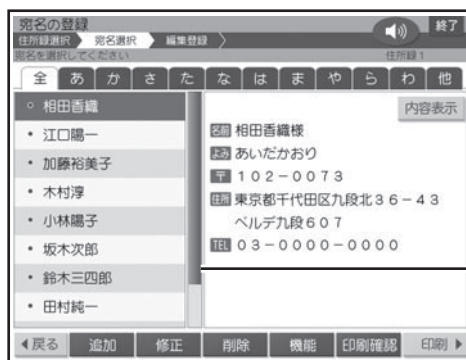 宛名の登録
終了
住所録選択 宛名選択 編集登録
宛名を選択してください 住所録1
全 あ か さ た な は ま や ら わ 他
相田香織
江口陽一
加藤裕美子
木村淳
小林陽子
坂木次郎
鈴木三四郎
田村純一
内容表示
名前 相田香織様
よみ あいだかおり
〒 102-0073
住所 東京都千代田区九段北36-43
ベルデ九段607
TEL 03-0000-0000
戻る 追加 修正 削除 機能 印刷確認 印刷